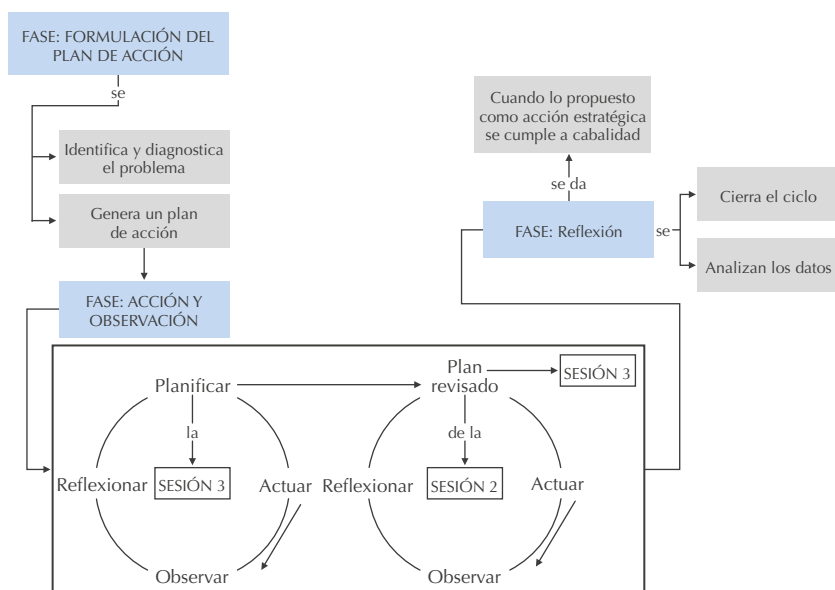 FASE: FORMULACIÓN DEL
PLAN DE ACCIÓN
se
Identifica y diagnostica
el problema
Genera un plan
de acción
FASE: ACCIÓN Y
OBSERVACIÓN
Cuando lo propuesto
como acción estratégica
se cumple a cabalidad
se da
FASE: Reflexión
se
Cierra el ciclo
Analizan los datos
Planificar
la
SESIÓN 3
Reflexionar
Actuar
Observar
Plan
revisado
SESIÓN 3
de la
SESIÓN 2
Reflexionar
Actuar
Observar